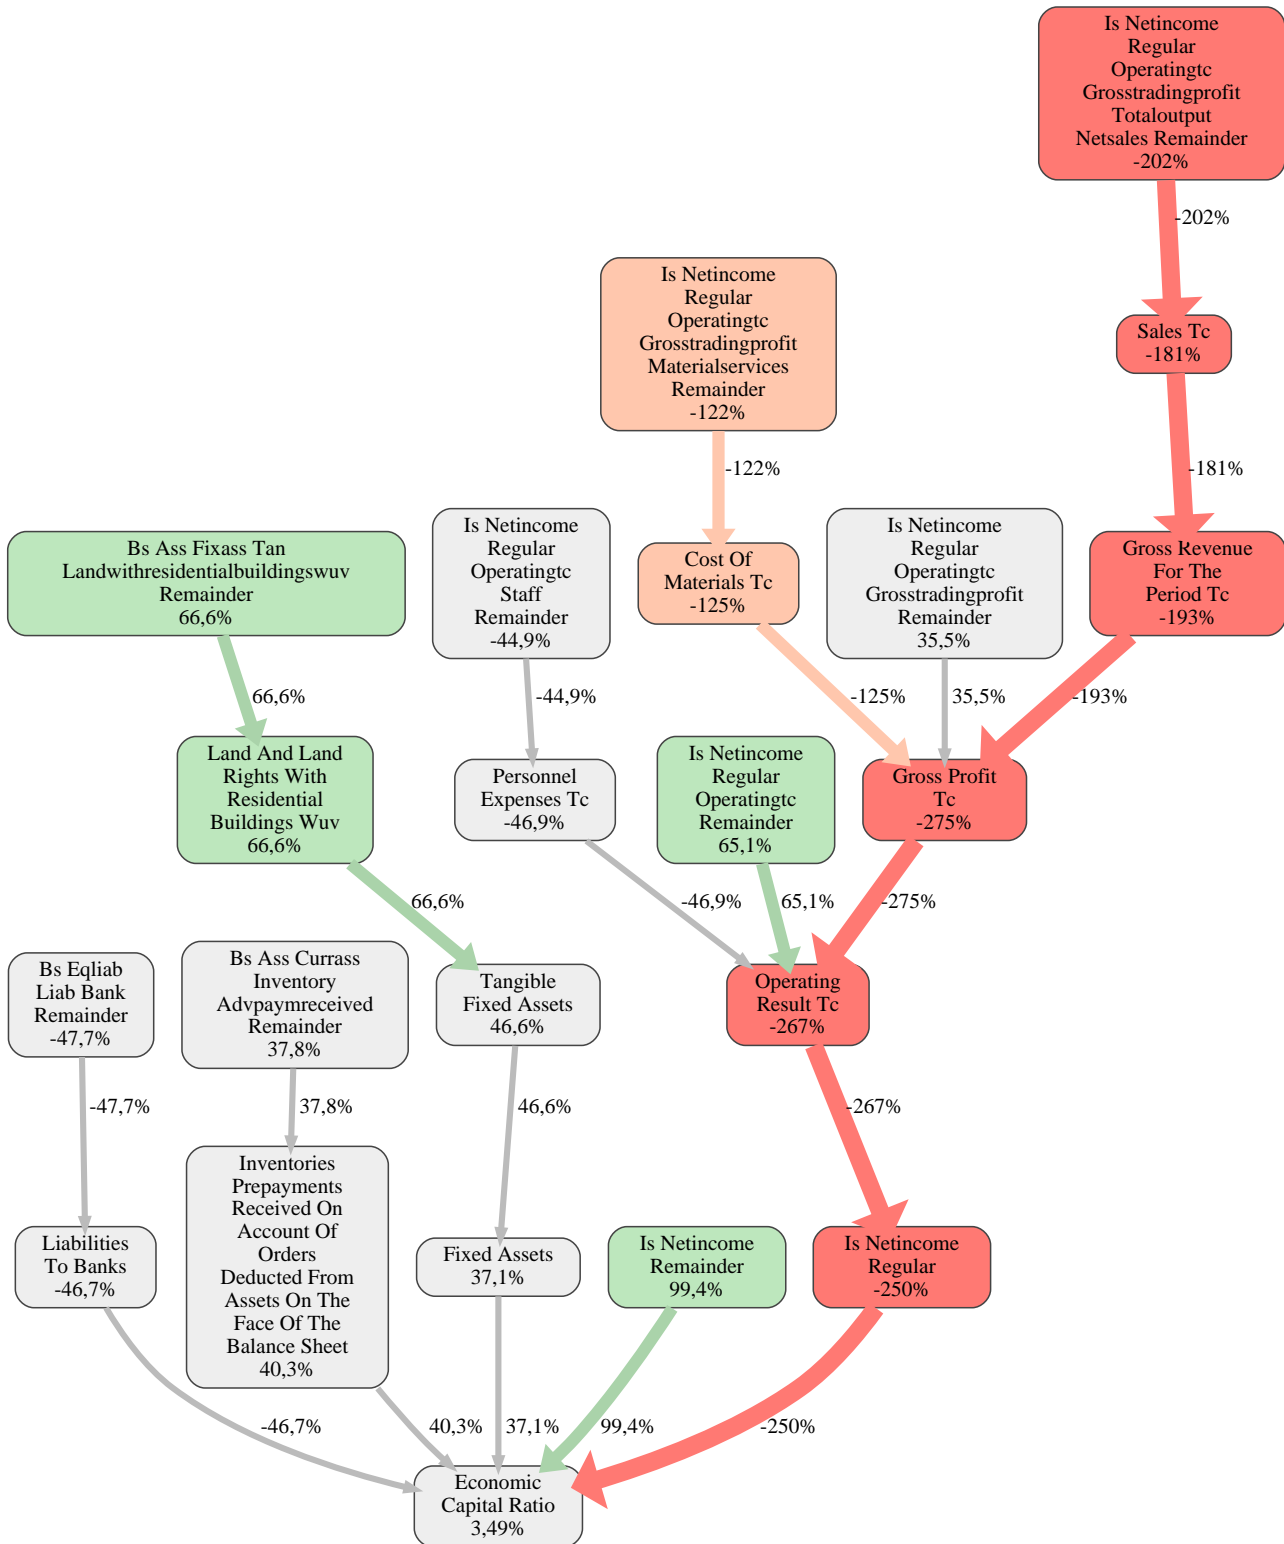 Is Netincome
Regular
Operatingtc
Grosstradingprofit
Totaloutput
Netsales Remainder
-202%
-202%
Is Netincome
Regular
Operatingtc
Grosstradingprofit
Materialservices
Remainder
-122%
Sales Tc
-181%
-122%
-181%
Bs Ass Fixass Tan
Landwithresidentialbuildingswuv
Remainder
66,6%
Is Netincome
Regular
Operatingtc
Staff
Remainder
-44,9%
Cost Of
Materials Tc
-125%
Is Netincome
Regular
Operatingtc
Grosstradingprofit
Remainder
35,5%
Gross Revenue
For The
Period Tc
-193%
66,6%
-44,9%
-125%
35,5%
-193%
Land And Land
Rights With
Residential
Buildings Wuv
66,6%
Personnel
Expenses Tc
-46,9%
Is Netincome
Regular
Operatingtc
Remainder
65,1%
Gross Profit
Tc
-275%
66,6%
-46,9%
65,1%
-275%
Bs Eqliab
Liab Bank
Remainder
-47,7%
Bs Ass Currass
Inventory
Advpaymreceived
Remainder
37,8%
Tangible
Fixed Assets
46,6%
Operating
Result Tc
-267%
-47,7%
37,8%
46,6%
-267%
Liabilities
To Banks
-46,7%
Inventories
Prepayments
Received On
Account Of
Orders
Deducted From
Assets On The
Face Of The
Balance Sheet
40,3%
Fixed Assets
37,1%
Is Netincome
Remainder
99,4%
Is Netincome
Regular
-250%
-46,7%
40,3%
37,1%
99,4%
-250%
Economic
Capital Ratio
3,49%